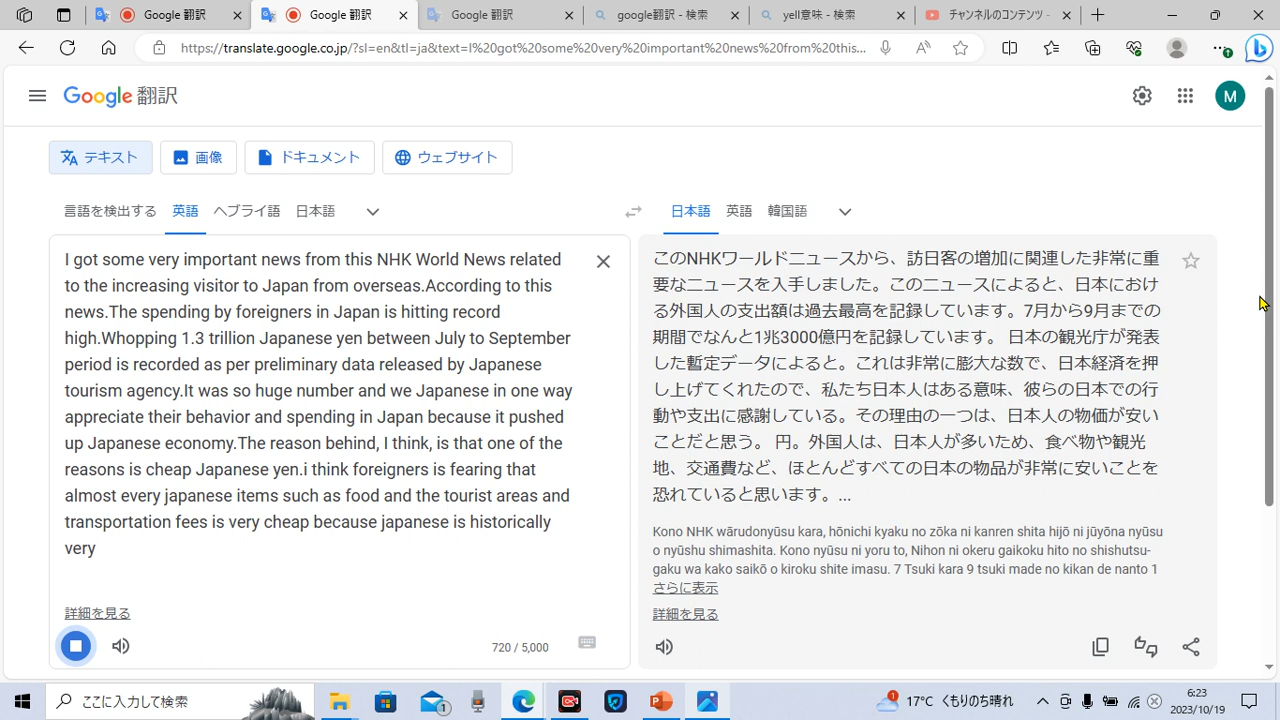 Google 翻訳
Google 翻訳
Google 翻訳
google翻訳 - 検索
yell意味 - 検索
チャンネルのコンテンツ -
https://translate.google.co.jp/?sl=en&tl=ja&text=I%20got%20some%20very%20important%20news%20from%20this...
Google 翻訳
M
テキスト
画像
ドキュメント
ウェブサイト
言語を検出する
英語
ヘブライ語
日本語
日本語
英語
韓国語
I got some very important news from this NHK World News related
to the increasing visitor to Japan from overseas.According to this
news.The spending by foreigners in Japan is hitting record
high.Whopping 1.3 trillion Japanese yen between July to September
period is recorded as per preliminary data released by Japanese
tourism agency.It was so huge number and we Japanese in one way
appreciate their behavior and spending in Japan because it pushed
up Japanese economy.The reason behind, I think, is that one of the
reasons is cheap Japanese yen.i think foreigners is fearing that
almost every japanese items such as food and the tourist areas and
transportation fees is very cheap because japanese is historically
very
詳細を見る
720 / 5,000
このNHKワールドニュースから、訪日客の増加に関連した非常に重
要なニュースを入手しました。このニュースによると、日本におけ
る外国人の支出額は過去最高を記録しています。7月から9月までの
期間でなんと1兆3000億円を記録しています。 日本の観光庁が発表
した暫定データによると。これは非常に膨大な数で、日本経済を押
し上げてくれたので、私たち日本人はある意味、彼らの日本での行
動や支出に感謝している。その理由の一つは、日本人の物価が安い
ことだと思う。 円。外国人は、日本人が多いため、食べ物や観光
地、交通費など、ほとんどすべての日本の物品が非常に安いことを
恐れていると思います。...
Kono NHK wārudonyūsu kara, hōnichi kyaku no zōka ni kanren shita hijō ni jūyōna nyūsu
o nyūshu shimashita. Kono nyūsu ni yoru to, Nihon ni okeru gaikoku hito no shishutsu-
gaku wa kako saikō o kiroku shite imasu. 7 Tsuki kara 9 tsuki made no kikan de nanto 1
さらに表示
詳細を見る
ここに入力して検索
1
1
17°C くもりのち晴れ
6:23
2023/10/19